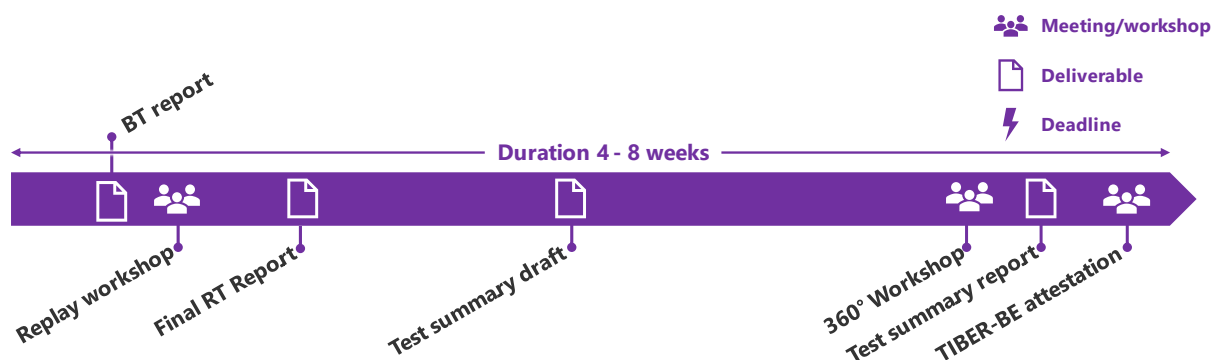 Meeting/workshop
Deliverable
Deadline
BT report
Duration 4 - 8 weeks
Replay workshop
Final RT Report
Test summary draft
360° Workshop
Test summary report
TIBER-BE attestation